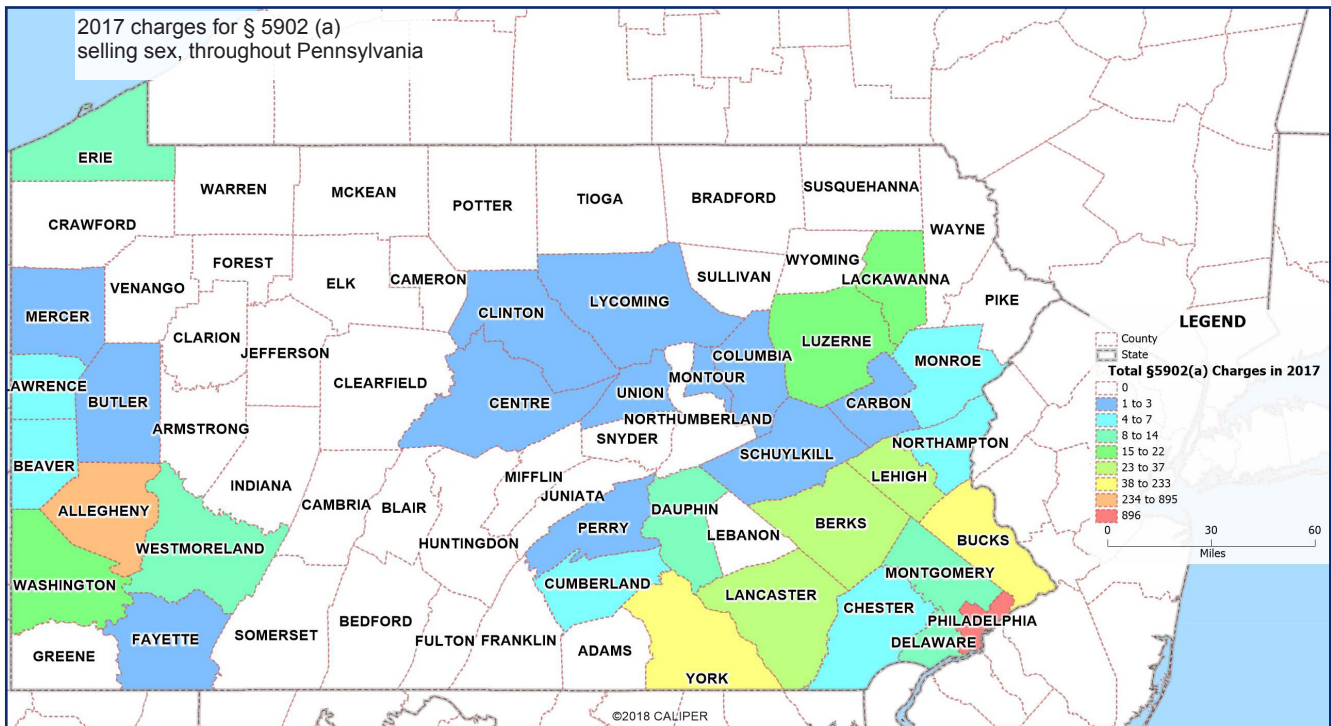 2017 charges for § 5902 (a)
selling sex, throughout Pennsylvania
ERIE
WARREN
MCKEAN
POTTER
TIOGA
BRADFORD
SUSQUEHANNA
WAYNE
CRAWFORD
FOREST
ELK
CAMERON
SULLIVAN
WYOMING
LACKAWANNA
PIKE
VENANGO
MERCER
CLINTON
LYCOMING
CLARION
JEFFERSON
LUZERNE
COLUMBIA
MONROE
MONTOUR
LAWRENCE
BUTLER
CLEARFIELD
CENTRE
UNION
CARBON
NORTHUMBERLAND
ARMSTRONG
SNYDER
NORTHAMPTON
SCHUYLKILL
BEAVER
LEHIGH
INDIANA
MIFFLIN
JUNIATA
CAMBRIA
BLAIR
ALLEGHENY
DAUPHIN
PERRY
LEBANON
BERKS
HUNTINGDON
BUCKS
WESTMORELAND
MONTGOMERY
WASHINGTON
CUMBERLAND
LANCASTER
CHESTER
PHILADELPHIA
FAYETTE
SOMERSET
BEDFORD
FULTON
FRANKLIN
DELAWARE
GREENE
ADAMS
YORK
LEGEND
County
State
Total §5902(a) Charges in 2017
0
1 to 3
4 to 7
8 to 14
15 to 22
23 to 37
38 to 233
234 to 895
896
0 30 60
Miles
©2018 CALIPER